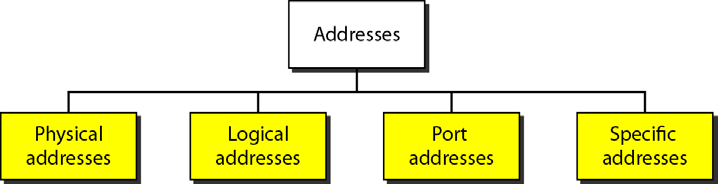 Addresses
Physical
addresses
Logical
addresses
Port
addresses
Specific
addresses